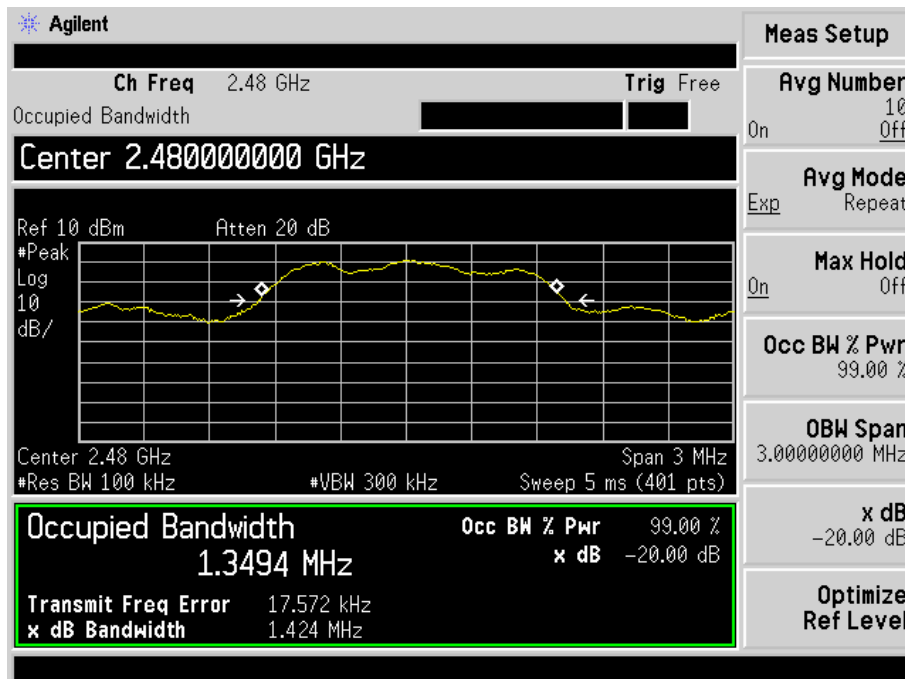 Agilent
Ch Freq 2.48 GHz Trig Free
Occupied Bandwidth
Center 2.480000000 GHz
Ref 10 dBm Atten 20 dB
#Peak
Log
10
dB/
Center 2.48 GHz Span 3 MHz
#Res BW 100 kHz #VBW 300 kHz Sweep 5 ms (401 pts)
Occupied Bandwidth
1.3494 MHz
Occ BW % Pwr 99.00 %
x dB -20.00 dB
Transmit Freq Error 17.572 kHz
x dB Bandwidth 1.424 MHz
Meas Setup
Avg Number
10
On Off
Avg Mode
Exp Repeat
Max Hold
On Off
Occ BW % Pwr
99.00 %
OBW Span
3.00000000 MHz
x dB
-20.00 dB
Optimize
Ref Level